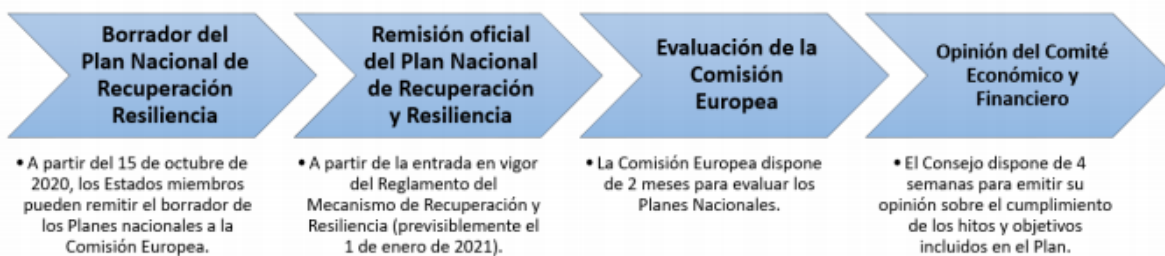 Borrador del
Plan Nacional de
Recuperación
Resiliencia
• A partir del 15 de octubre de
2020, los Estados miembros
pueden remitir el borrador de
los Planes nacionales a la
Comisión Europea.
Remisión oficial
del Plan Nacional
de Recuperación
y Resiliencia
• A partir de la entrada en vigor
del Reglamento del
Mecanismo de Recuperación y
Resiliencia (previsiblemente el
1 de enero de 2021).
Evaluación de la
Comisión
Europea
• La Comisión Europea dispone
de 2 meses para evaluar los
Planes Nacionales.
Opinión del Comité
Económico y
Financiero
• El Consejo dispone de 4
semanas para emitir su
opinión sobre el cumplimiento
de los hitos y objetivos
incluidos en el Plan.